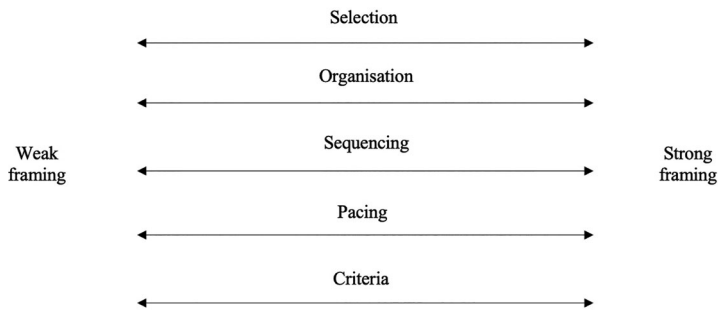 Selection
Organisation
Sequencing
Weak
framing
Strong
framing
Pacing
Criteria